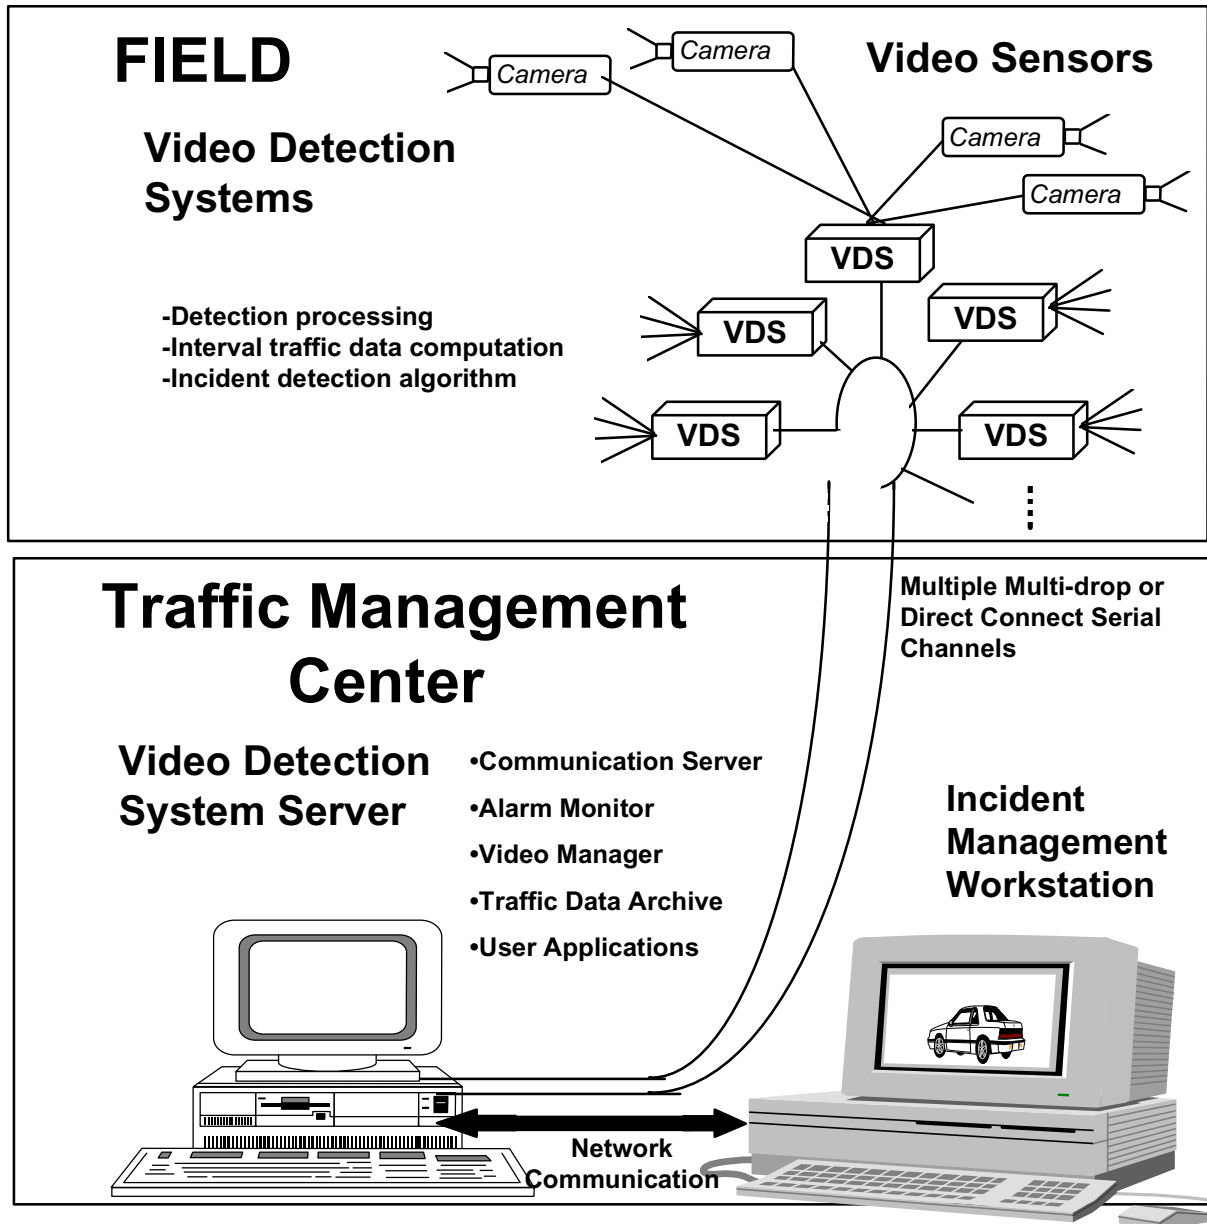 FIELD
Video Sensors
Camera
Camera
Camera
Camera
Video Detection
Systems
VDS
VDS
VDS
VDS
VDS
-Detection processing
-Interval traffic data computation
-Incident detection algorithm
Traffic Management
Center
Multiple Multi-drop or
Direct Connect Serial
Channels
Video Detection
System Server
•Communication Server
•Alarm Monitor
•Video Manager
•Traffic Data Archive
•User Applications
Incident
Management
Workstation
Network
Communication